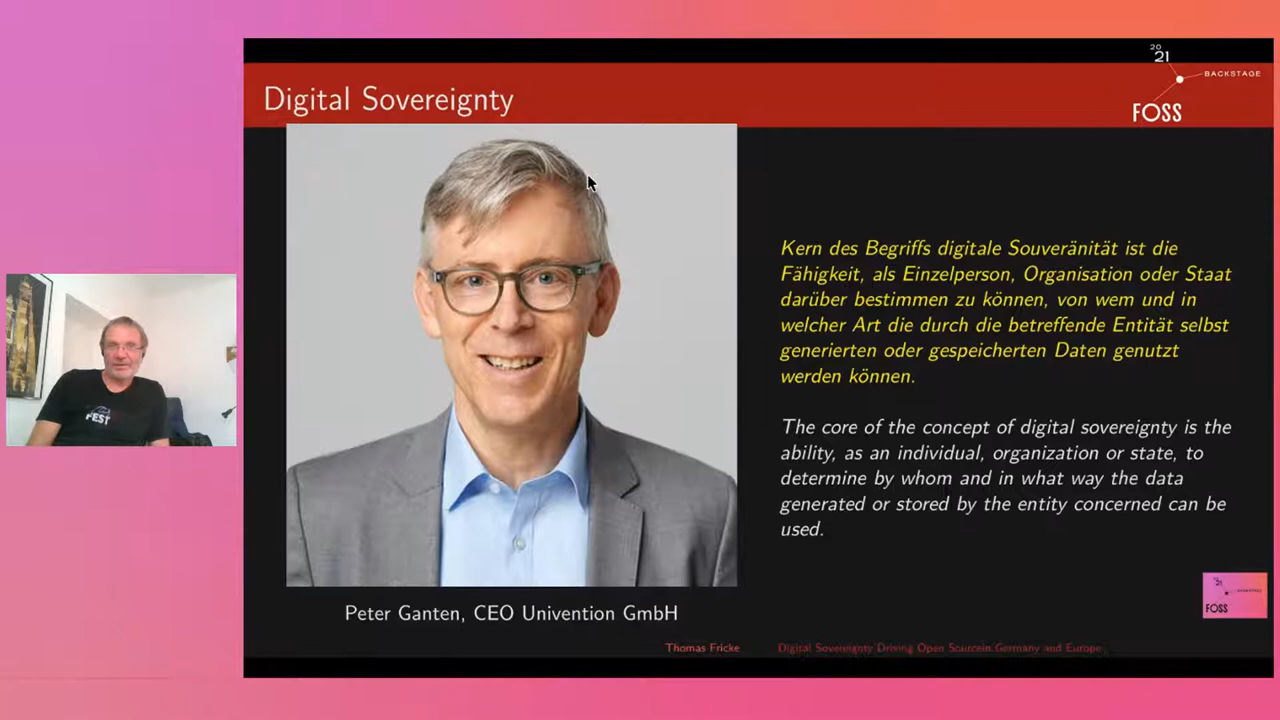 20
21
BACKSTAGE
FOSS
Digital Sovereignty
Kern des Begriffs digitale Souveränität ist die
Fähigkeit, als Einzelperson, Organisation oder Staat
darüber bestimmen zu können, von wem und in
welcher Art die durch die betreffende Entität selbst
generierten oder gespeicherten Daten genutzt
werden können.
The core of the concept of digital sovereignty is the
ability, as an individual, organization or state, to
determine by whom and in what way the data
generated or stored by the entity concerned can be
used.
FEST
Peter Ganten, CEO Univention GmbH
21
FOSS
Thomas Fricke
Digital Sovereignty Driving Open Sourcein Germany and Europe